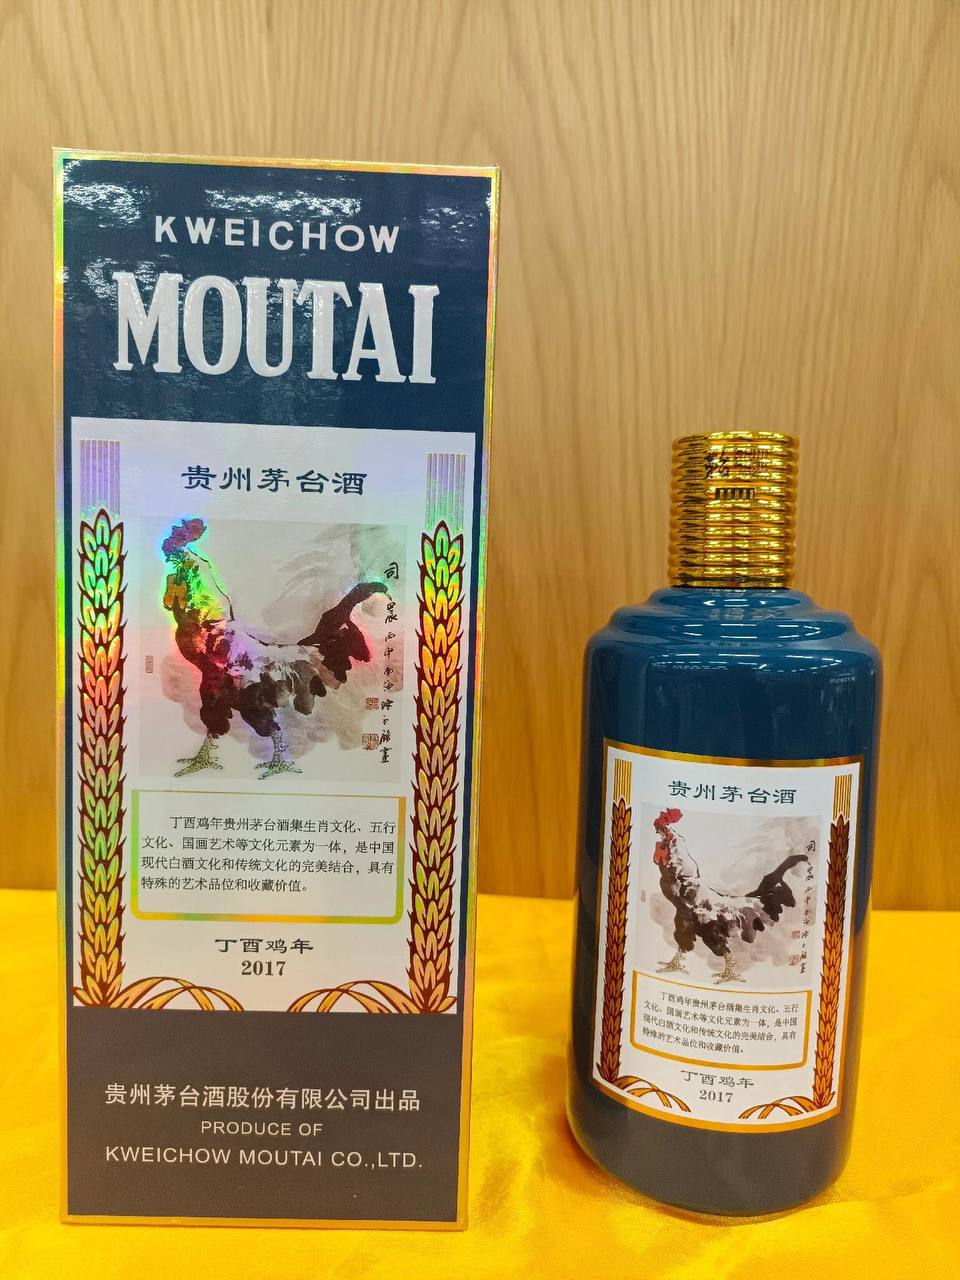 KWEICHOW
MOUTAI
贵州茅台酒
司晨
丁酉鸡年贵州茅台酒集生肖文化、五行
文化、国画艺术等文化元素为一体，是中国
现代白酒文化和传统文化的完美结合，具有
特殊的艺术品位和收藏价值。
丁酉鸡年
2017
贵州茅台酒股份有限公司出品
PRODUCE OF
KWEICHOW MOUTAI CO.,LTD.
贵州茅台酒
司晨
丁酉鸡年贵州茅台酒集生肖文化、五行
文化、国画艺术等文化元素为一体，是中国
现代白酒文化和传统文化的完美结合，具有
特殊的艺术品位和收藏价值。
丁酉鸡年
2017